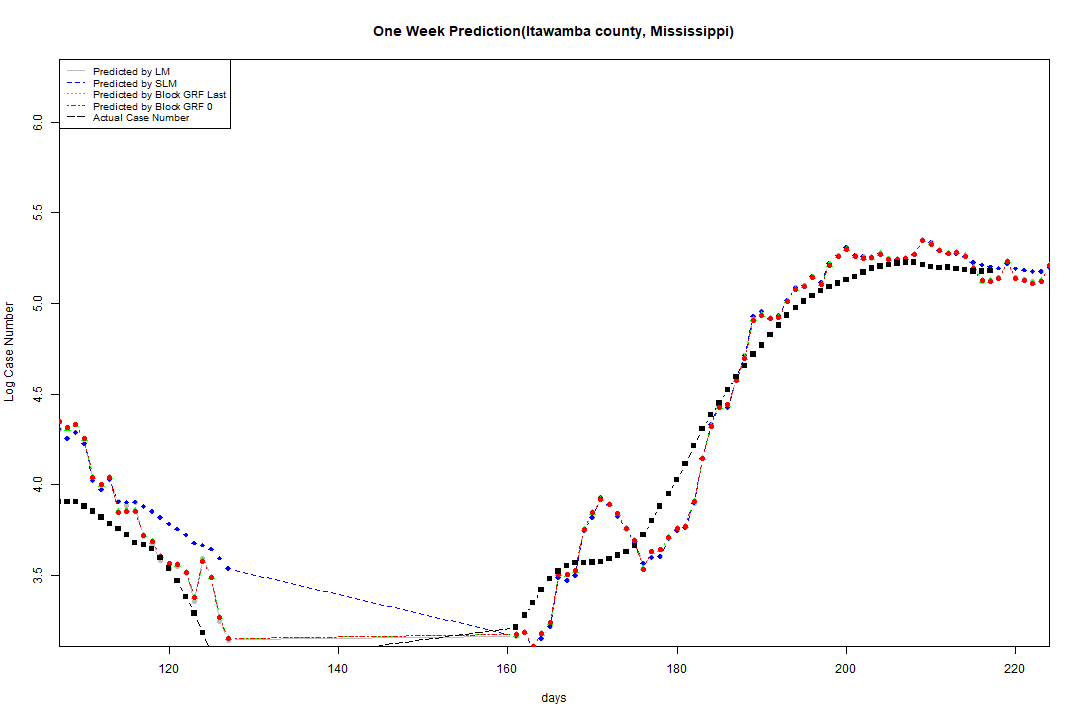 One Week Prediction(Itawamba county, Mississippi)
Predicted by LM
Predicted by SLM
Predicted by Block GRF Last
Predicted by Block GRF 0
Actual Case Number
6.0
5.5
5.0
4.5
4.0
3.5
Log Case Number
120 140 160 180 200 220
days